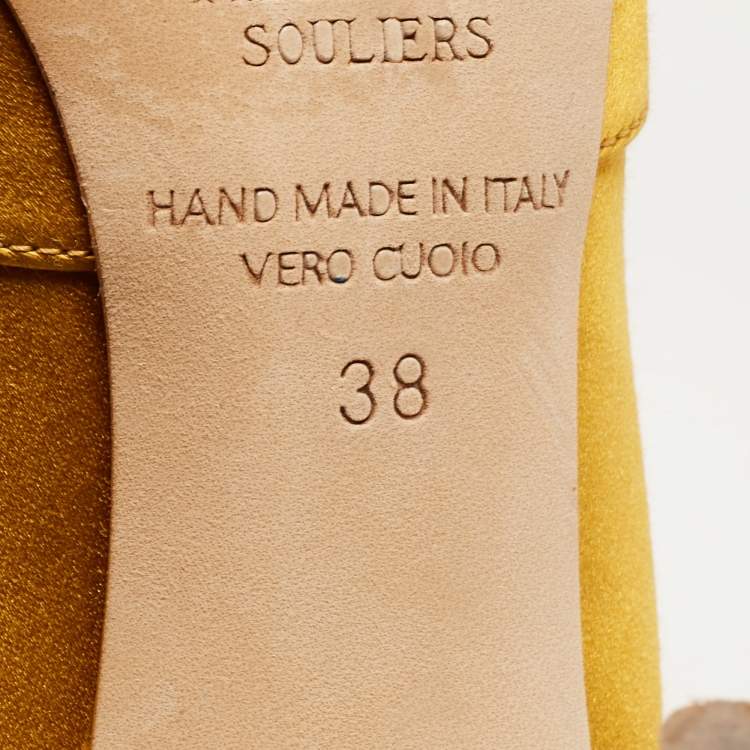 SOULIERS
HAND MADE IN ITALY
VERO CUOIO
38